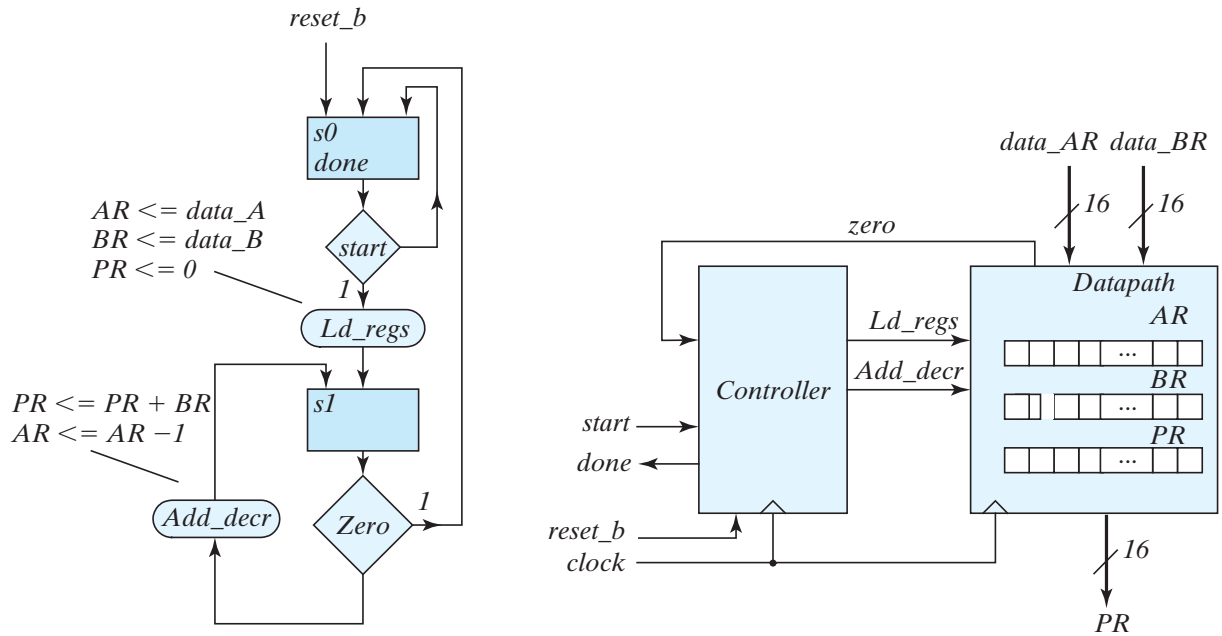 reset_b
s0
done
AR <= data_A
BR <= data_B
PR <= 0
start
1
Ld_regs
PR <= PR + BR
AR <= AR −1
s1
Add_decr
Zero
1
data_AR data_BR
16 16
zero
Datapath
Ld_regs
AR
Controller
Add_decr
BR
start
PR
done
reset_b
clock
16
PR
...
...
...